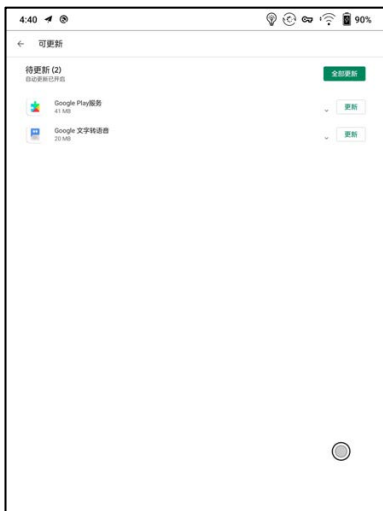 4:40 90%
可更新
待更新 (2)
自动更新已开启
全部更新
Google Play服务
41 MB
更新
Google 文字转语音
20 MB
更新